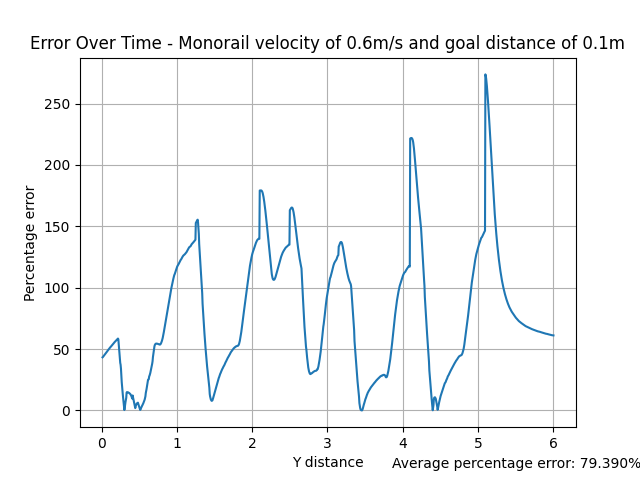 Error Over Time - Monorail velocity of 0.6m/s and goal distance of 0.1m
Percentage error
250
200
150
100
50
0
0 1 2 3 4 5 6
Y distance
Average percentage error: 79.390%